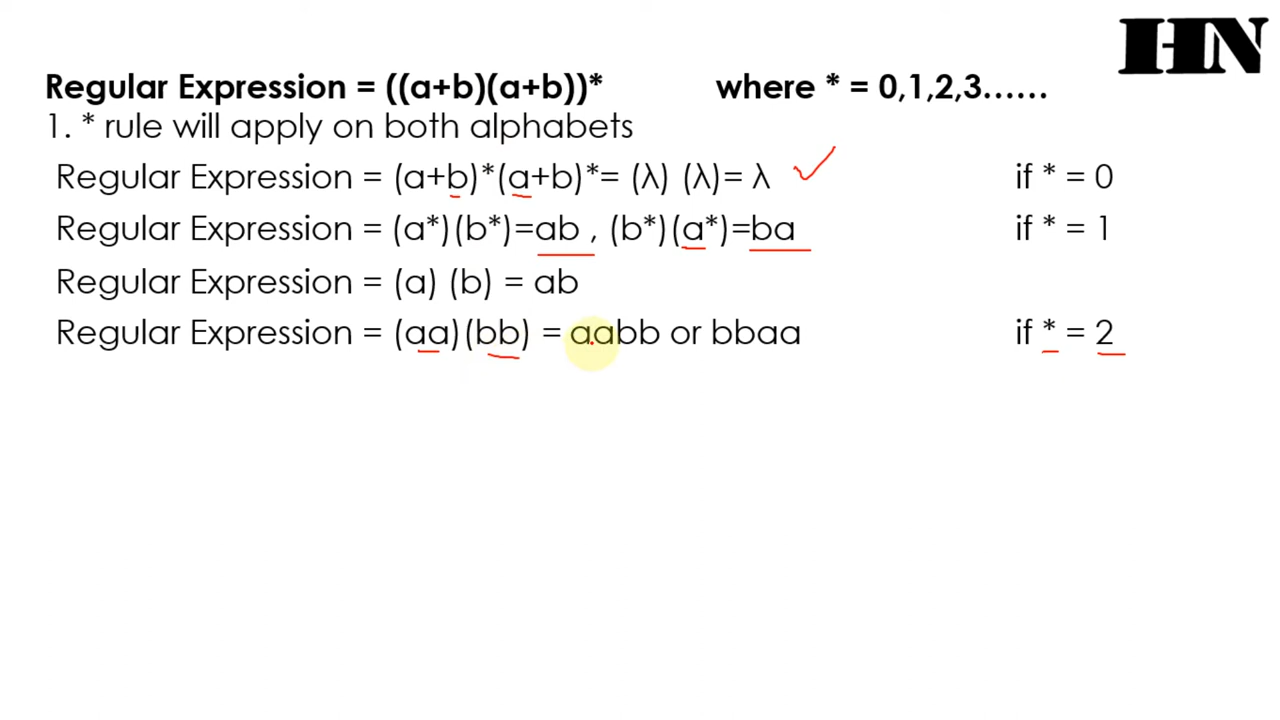 HN
Regular Expression = ((a+b)(a+b))* where * = 0,1,2,3......
1. * rule will apply on both alphabets
Regular Expression = (a+b)*(a+b)*= (λ) (λ)= λ if * = 0
Regular Expression = (a*)(b*)=ab , (b*)(a*)=ba if * = 1
Regular Expression = (a) (b) = ab
Regular Expression = (aa)(bb) = aabb or bbaa if * = 2